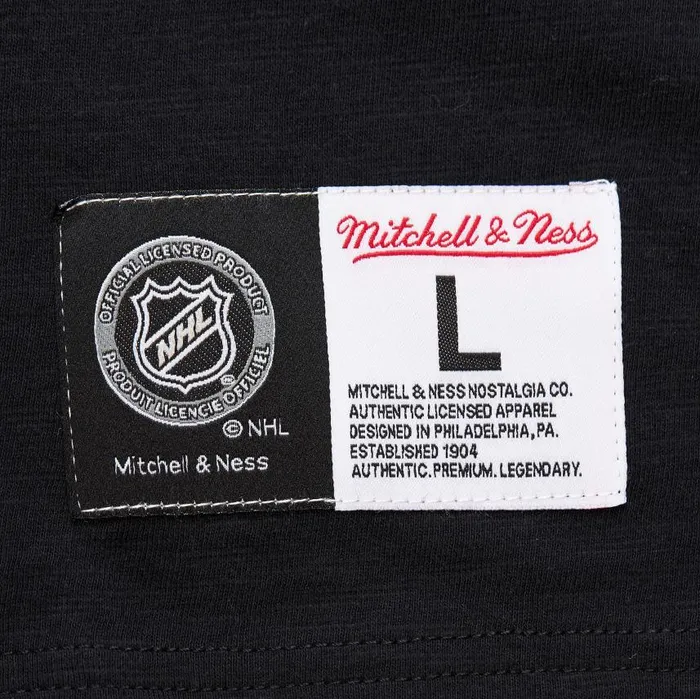 OFFICIAL LICENSED PRODUCT
NHL
PRODUIT LICENCIE OFFICIEL
© NHL
Mitchell & Ness
Mitchell & Ness
L
MITCHELL & NESS NOSTALGIA CO.
AUTHENTIC LICENSED APPAREL
DESIGNED IN PHILADELPHIA, PA.
ESTABLISHED 1904
AUTHENTIC. PREMIUM. LEGENDARY.